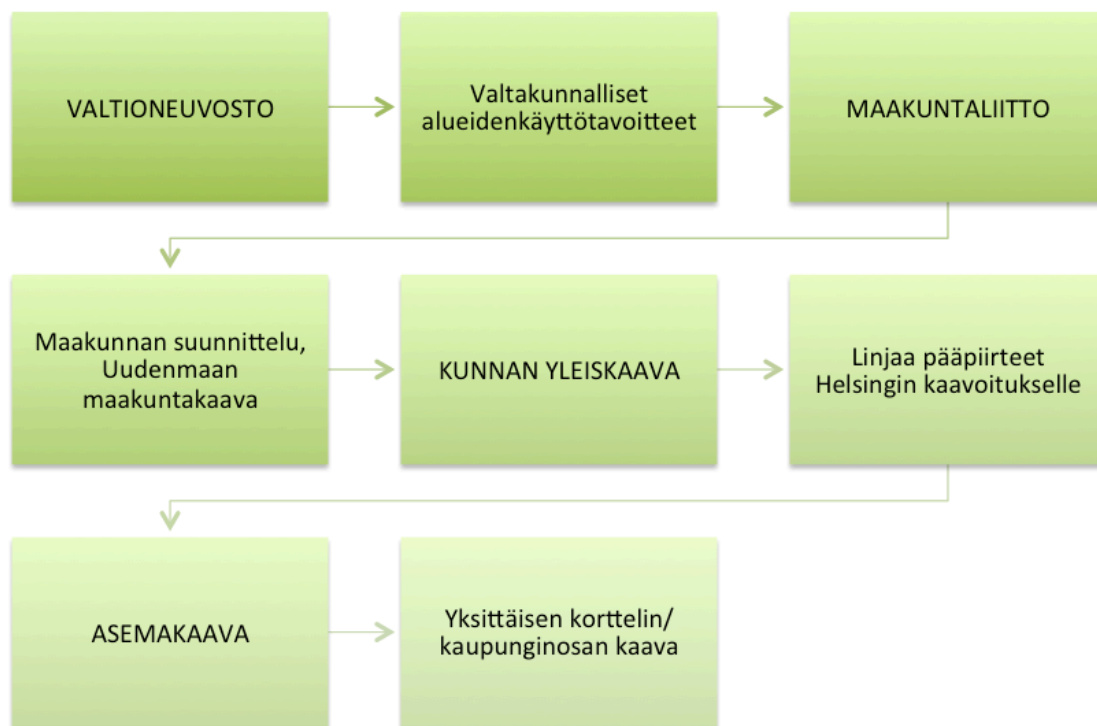 VALTIONEUVOSTO
Valtakunnalliset
alueidenkäyttötavoitteet
MAAKUNTALIITTO
Maakunnan suunnittelu,
Uudenmaan
maakuntakaava
KUNNAN YLEISKAAVA
Linjaa pääpiirteet
Helsingin kaavoitukselle
ASEMAKAAVA
Yksittäisen korttelin/
kaupunginosan kaava